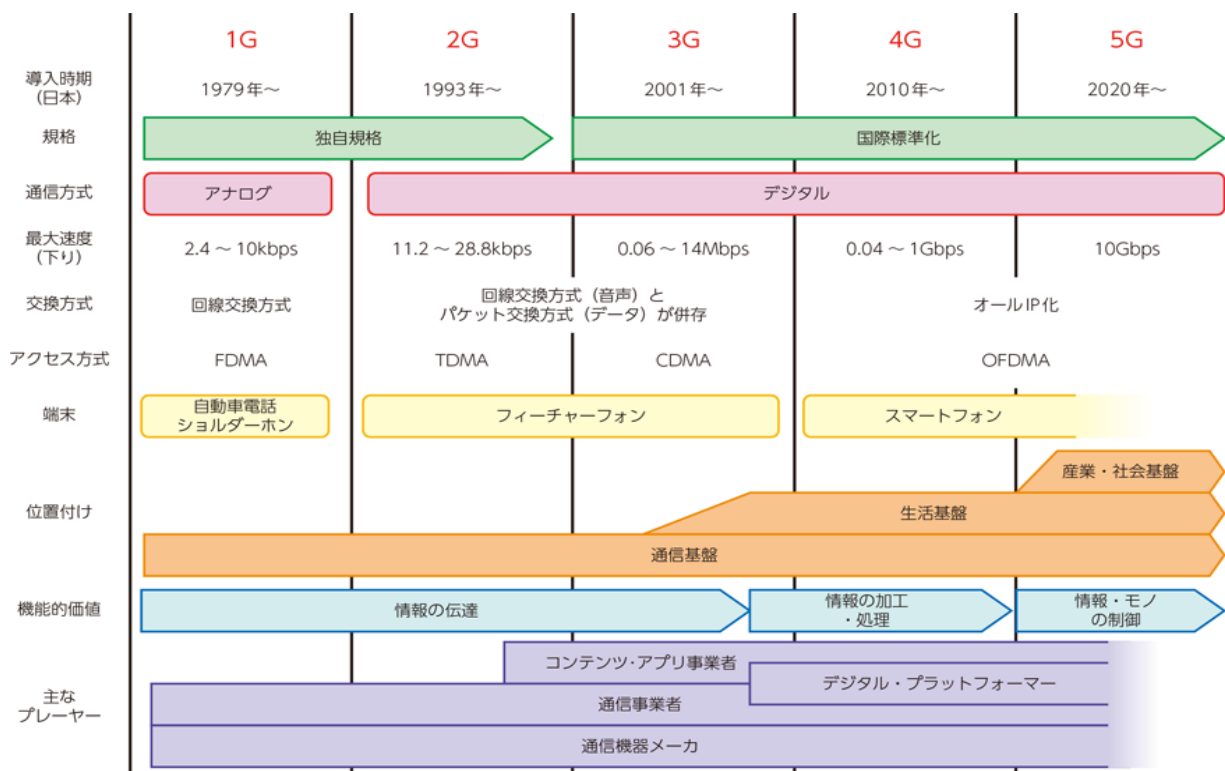 1G
2G
3G
4G
5G
導入時期
(日本)
1979年～
1993年～
2001年～
2010年～
2020年～
規格
独自規格
国際標準化
通信方式
アナログ
デジタル
最大速度
(下り)
2.4 ～ 10kbps
11.2 ～ 28.8kbps
0.06 ～ 14Mbps
0.04 ～ 1Gbps
10Gbps
交換方式
回線交換方式
回線交換方式（音声）と
パケット交換方式（データ）が併存
オールIP化
アクセス方式
FDMA
TDMA
CDMA
OFDMA
端末
自動車電話
ショルダーホン
フィーチャーフォン
スマートフォン
位置付け
産業・社会基盤
生活基盤
通信基盤
機能的価値
情報の伝達
情報の加工
・処理
情報・モノ
の制御
主な
プレーヤー
コンテンツ・アプリ事業者
デジタル・プラットフォーマー
通信事業者
通信機器メーカ